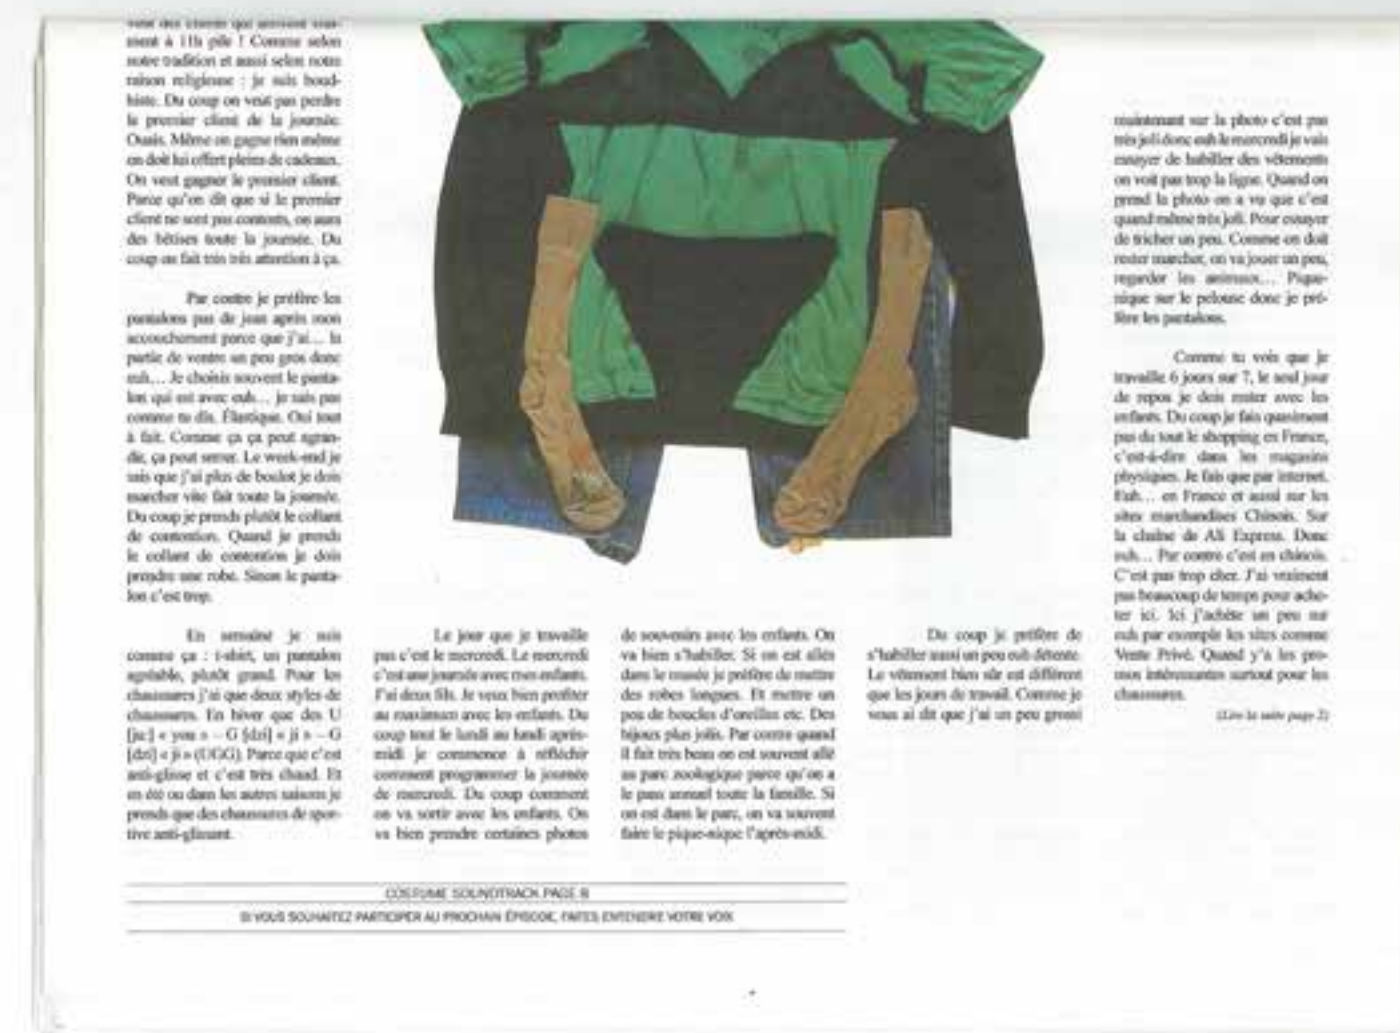 ment à 11h pile ! Comme selon
notre tradition et aussi selon notre
raison religieuse : je suis boud-
histe. Du coup on veut pas perdre
le premier client de la journée.
Ouais. Même on gagne rien même
on doit lui offert pleins de cadeaux.
On veut gagner le premier client.
Parce qu'on dit que si le premier
client ne sont pas contents, on aura
des bêtises toute la journée. Du
coup on fait très très attention à ça.
Par contre je préfère les
pantalons pas de jean après mon
accouchement parce que j'ai... la
partie de ventre un peu gros donc
euh... Je choisis souvent le panta-
lon qui est avec euh... je sais pas
comme tu dis. Élastique. Oui tout
à fait. Comme ça ça peut agran-
dir, ça peut serrer. Le week-end je
sais que j'ai plus de boulot je dois
marcher vite fait toute la journée.
Du coup je prends plutôt le collant
de contention. Quand je prends
le collant de contention je dois
prendre une robe. Sinon le panta-
lon c'est trop.
En semaine je suis
comme ça : t-shirt, un pantalon
agréable, plutôt grand. Pour les
chaussures j'ai que deux styles de
chaussures. En hiver que des U
[ju:] « you » – G [dzi] « ji » – G
[dzi] « ji » (UGG). Parce que c'est
anti-glisse et c'est très chaud. Et
en été ou dans les autres saisons je
prends que des chaussures de spor-
tive anti-glissant.
Le jour que je travaille
pas c'est le mercredi. Le mercredi
c'est une journée avec mes enfants.
J'ai deux fils. Je veux bien profiter
au maximum avec les enfants. Du
coup tout le lundi au lundi après-
midi je commence à réfléchir
comment programmer la journée
de mercredi. Du coup comment
on va sortir avec les enfants. On
va bien prendre certaines photos
de souvenirs avec les enfants. On
va bien s'habiller. Si on est allés
dans le musée je préfère de mettre
des robes longues. Et mettre un
peu de boucles d'oreilles etc. Des
bijoux plus jolis. Par contre quand
il fait très beau on est souvent allé
au parc zoologique parce qu'on a
le pass annuel toute la famille. Si
on est dans le parc, on va souvent
faire le pique-nique l'après-midi.
Du coup je préfère de
s'habiller aussi un peu euh détente.
Le vêtement bien sûr est différent
que les jours de travail. Comme je
vous ai dit que j'ai un peu grossi
maintenant sur la photo c'est pas
très joli donc euh le mercredi je vais
essayer de habiller des vêtements
on voit pas trop la ligne. Quand on
prend la photo on a vu que c'est
quand même très joli. Pour essayer
de tricher un peu. Comme on doit
rester marcher, on va jouer un peu,
regarder les animaux... Pique-
nique sur le pelouse donc je pré-
fère les pantalons.
Comme tu vois que je
travaille 6 jours sur 7, le seul jour
de repos je dois rester avec les
enfants. Du coup je fais quasiment
pas du tout le shopping en France,
c'est-à-dire dans les magasins
physiques. Je fais que par internet.
Euh... en France et aussi sur les
sites marchandises Chinois. Sur
la chaîne de Ali Express. Donc
euh... Par contre c'est en chinois.
C'est pas trop cher. J'ai vraiment
pas beaucoup de temps pour ache-
ter ici. Ici j'achète un peu sur
euh par exemple les sites comme
Vente Privé. Quand y'a les pro-
mos intéressantes surtout pour les
chaussures.
(Lire la suite page 2)
COSTUME SOUNDTRACK PAGE 8
SI VOUS SOUHAITEZ PARTICIPER AU PROCHAIN ÉPISODE, FAITES ENTENDRE VOTRE VOIX